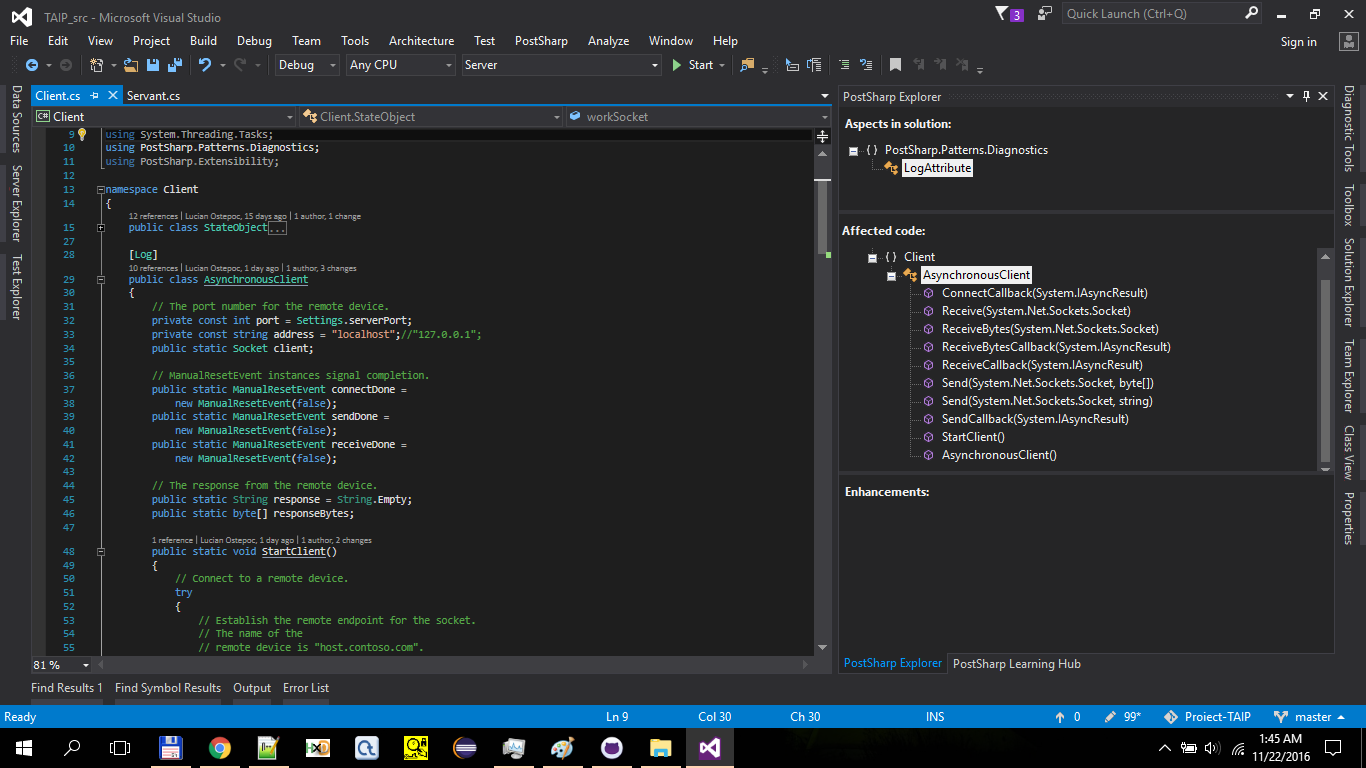 TAIP_src - Microsoft Visual Studio
3
Quick Launch (Ctrl+Q)
File Edit View Project Build Debug Team Tools Architecture Test PostSharp Analyze Window Help
Sign in
Debug Any CPU Server Start
Data Sources
Server Explorer
Test Explorer
Client.cs Servant.cs
C# Client Client.StateObject workSocket
9 using System.Threading.Tasks;
10 using PostSharp.Patterns.Diagnostics;
11 using PostSharp.Extensibility;
12
13 namespace Client
14 {
12 references | Lucian Ostepoc, 15 days ago | 1 author, 1 change
15 public class StateObject...
27
28 [Log]
10 references | Lucian Ostepoc, 1 day ago | 1 author, 3 changes
29 public class AsynchronousClient
30 {
31 // The port number for the remote device.
32 private const int port = Settings.serverPort;
33 private const string address = "localhost";//"127.0.0.1";
34 public static Socket client;
35
36 // ManualResetEvent instances signal completion.
37 public static ManualResetEvent connectDone =
38 new ManualResetEvent(false);
39 public static ManualResetEvent sendDone =
40 new ManualResetEvent(false);
41 public static ManualResetEvent receiveDone =
42 new ManualResetEvent(false);
43
44 // The response from the remote device.
45 public static String response = String.Empty;
46 public static byte[] responseBytes;
47
1 reference | Lucian Ostepoc, 1 day ago | 1 author, 2 changes
48 public static void StartClient()
49 {
50 // Connect to a remote device.
51 try
52 {
53 // Establish the remote endpoint for the socket.
54 // The name of the
55 // remote device is "host.contoso.com".
81 %
PostSharp Explorer
Aspects in solution:
{ } PostSharp.Patterns.Diagnostics
LogAttribute
Affected code:
{ } Client
AsynchronousClient
ConnectCallback(System.IAsyncResult)
Receive(System.Net.Sockets.Socket)
ReceiveBytes(System.Net.Sockets.Socket)
ReceiveBytesCallback(System.IAsyncResult)
ReceiveCallback(System.IAsyncResult)
Send(System.Net.Sockets.Socket, byte[])
Send(System.Net.Sockets.Socket, string)
SendCallback(System.IAsyncResult)
StartClient()
AsynchronousClient()
Enhancements:
PostSharp Explorer PostSharp Learning Hub
Diagnostic Tools
Toolbox
Solution Explorer
Team Explorer
Class View
Properties
Find Results 1 Find Symbol Results Output Error List
Ready Ln 9 Col 30 Ch 30 INS 0 99* Proiect-TAIP master
1:45 AM
11/22/2016